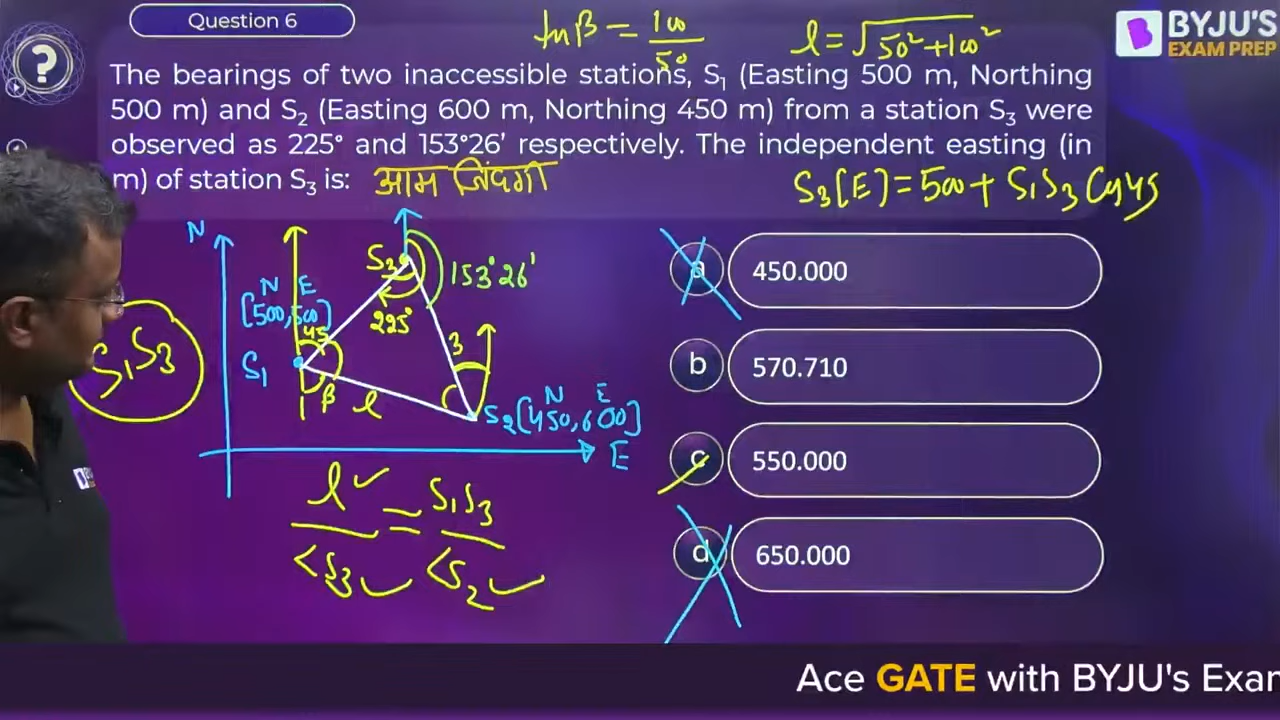 Question 6
tnβ = 100/50
l = √50²+100²
BYJU'S
EXAM PREP
The bearings of two inaccessible stations, S₁ (Easting 500 m, Northing
500 m) and S₂ (Easting 600 m, Northing 450 m) from a station S₃ were
observed as 225° and 153°26' respectively. The independent easting (in
m) of station S₃ is:
S₃[E] = 500 + S₁S₃ Cos45
N
S₃
153°26'
N E
[500,500]
45
225°
S₁S₃
S₁
β
l
3
N E
S₂[450,600]
E
l = S₁S₃
<S₃ <S₂
a 450.000
b 570.710
c 550.000
d 650.000
Ace GATE with BYJU's Exam